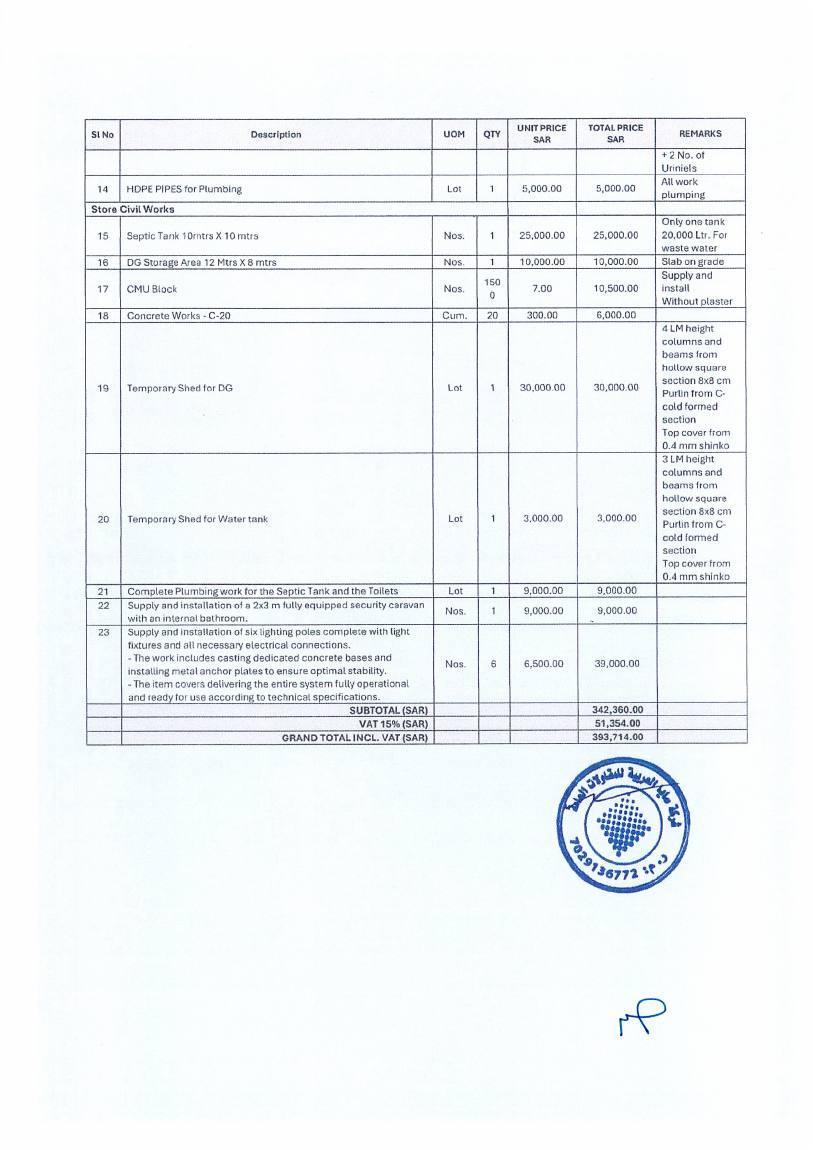 Sl No Description UOM QTY UNIT PRICE SAR TOTAL PRICE SAR REMARKS
+ 2 No. of
Uriniels
14 HDPE PIPES for Plumbing Lot 1 5,000.00 5,000.00 All work
plumping
Store Civil Works
15 Septic Tank 10mtrs X 10 mtrs Nos. 1 25,000.00 25,000.00 Only one tank
20,000 Ltr. For
waste water
16 DG Storage Area 12 Mtrs X 8 mtrs Nos. 1 10,000.00 10,000.00 Slab on grade
17 CMU Block Nos. 1500 7.00 10,500.00 Supply and
install
Without plaster
18 Concrete Works - C-20 Cum. 20 300.00 6,000.00
19 Temporary Shed for DG Lot 1 30,000.00 30,000.00 4 LM height
columns and
beams from
hollow square
section 8x8 cm
Purlin from C-
cold formed
section
Top cover from
0.4 mm shinko
20 Temporary Shed for Water tank Lot 1 3,000.00 3,000.00 3 LM height
columns and
beams from
hollow square
section 8x8 cm
Purlin from C-
cold formed
section
Top cover from
0.4 mm shinko
21 Complete Plumbing work for the Septic Tank and the Toilets Lot 1 9,000.00 9,000.00
22 Supply and installation of a 2x3 m fully equipped security caravan
with an internal bathroom. Nos. 1 9,000.00 9,000.00
23 Supply and installation of six lighting poles complete with light
fixtures and all necessary electrical connections.
- The work includes casting dedicated concrete bases and
installing metal anchor plates to ensure optimal stability.
- The item covers delivering the entire system fully operational
and ready for use according to technical specifications. Nos. 6 6,500.00 39,000.00
SUBTOTAL (SAR) 342,360.00
VAT 15% (SAR) 51,354.00
GRAND TOTAL INCL. VAT (SAR) 393,714.00
شركة مايا العربية للمقاولات العامة
7029136772 :ر.م